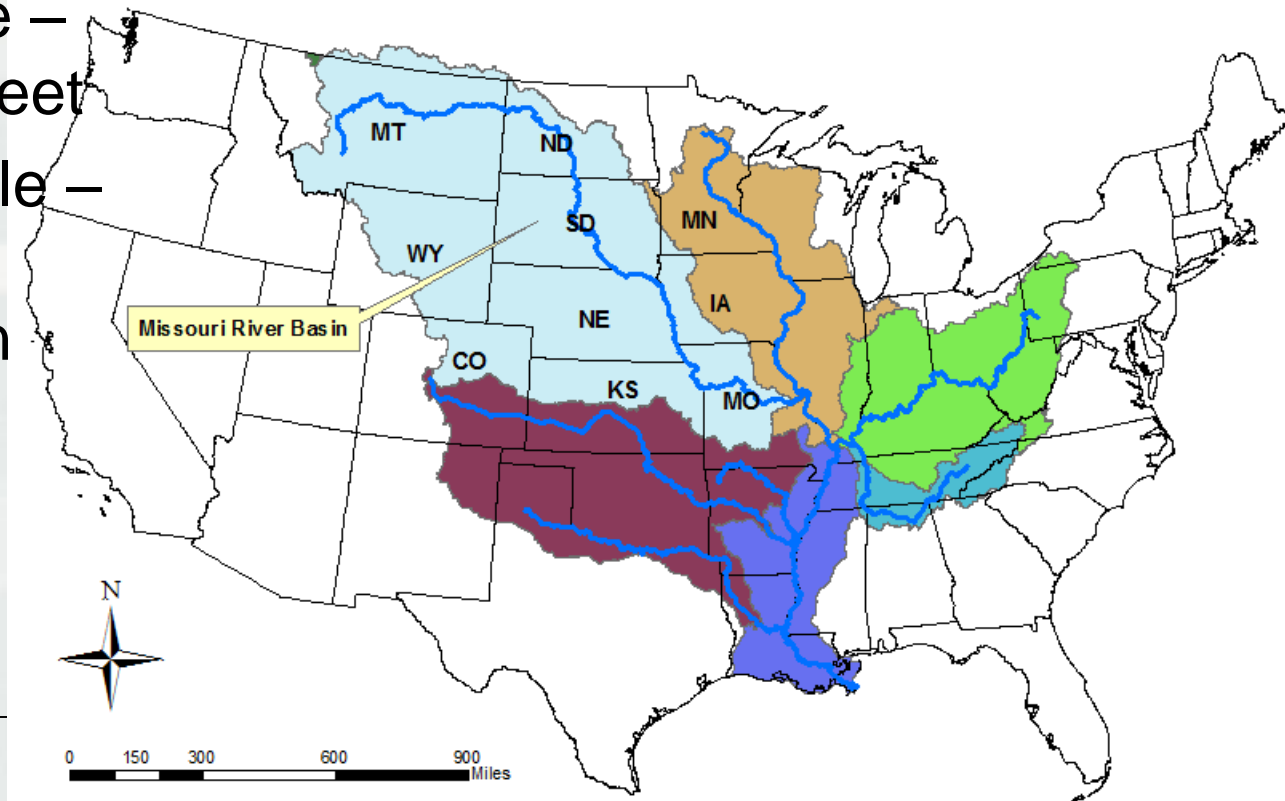 e –
eet
le –
n
MT
ND
MN
SD
WY
IA
Missouri River Basin
NE
CO
KS
MO
2
N
0 150 300 600 900
Miles